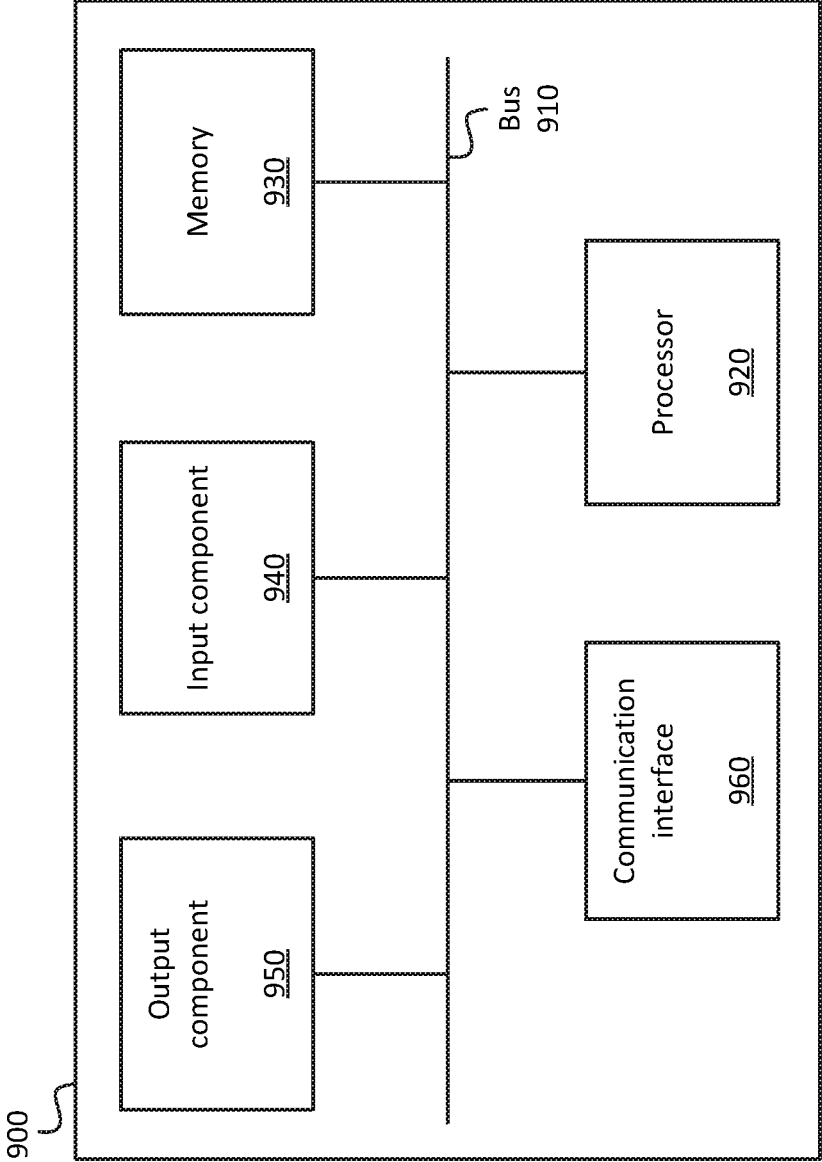 900
Output
component
950
Input component
940
Memory
930
Bus
910
Communication
interface
960
Processor
920